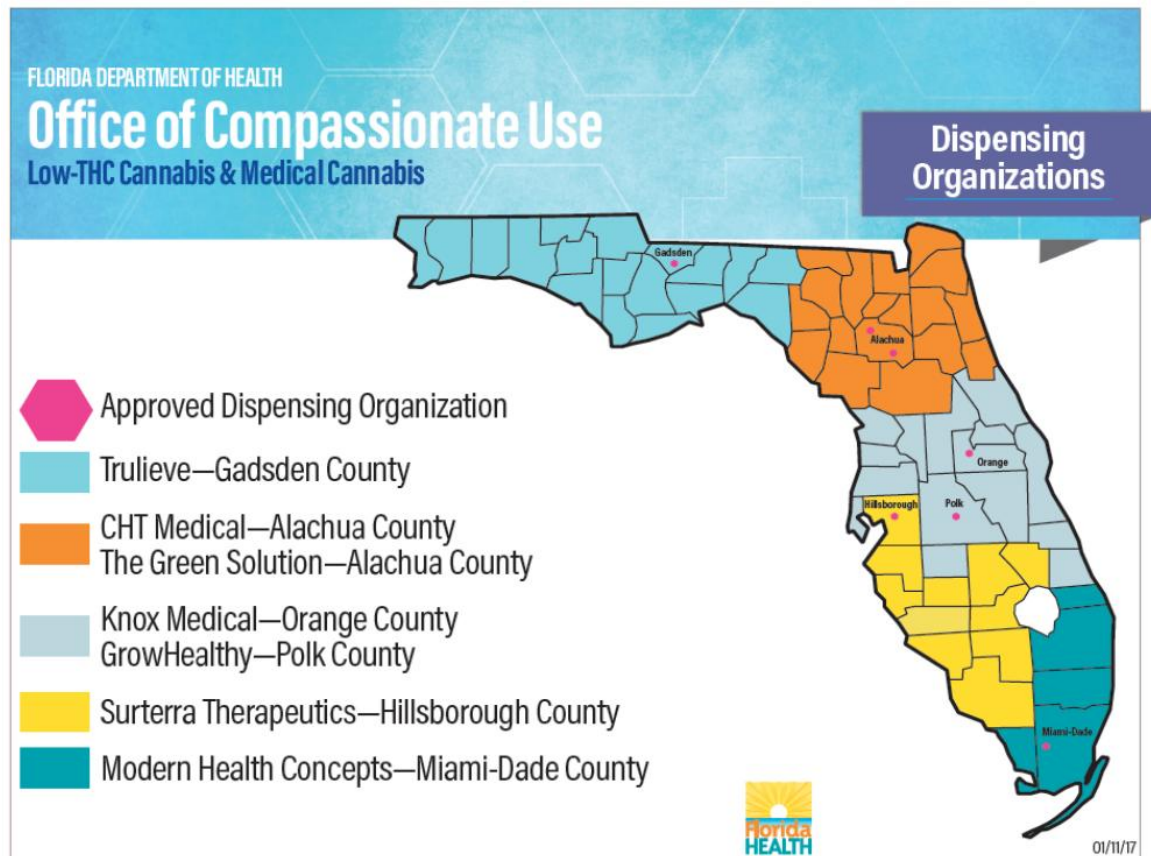 FLORIDA DEPARTMENT OF HEALTH
Office of Compassionate Use
Low-THC Cannabis & Medical Cannabis
Dispensing
Organizations
Gadsden
Alachua
Orange
Hillsborough
Polk
Miami-Dade
Approved Dispensing Organization
Trulieve—Gadsden County
CHT Medical—Alachua County
The Green Solution—Alachua County
Knox Medical—Orange County
GrowHealthy—Polk County
Surterra Therapeutics—Hillsborough County
Modern Health Concepts—Miami-Dade County
Florida
HEALTH
01/11/17